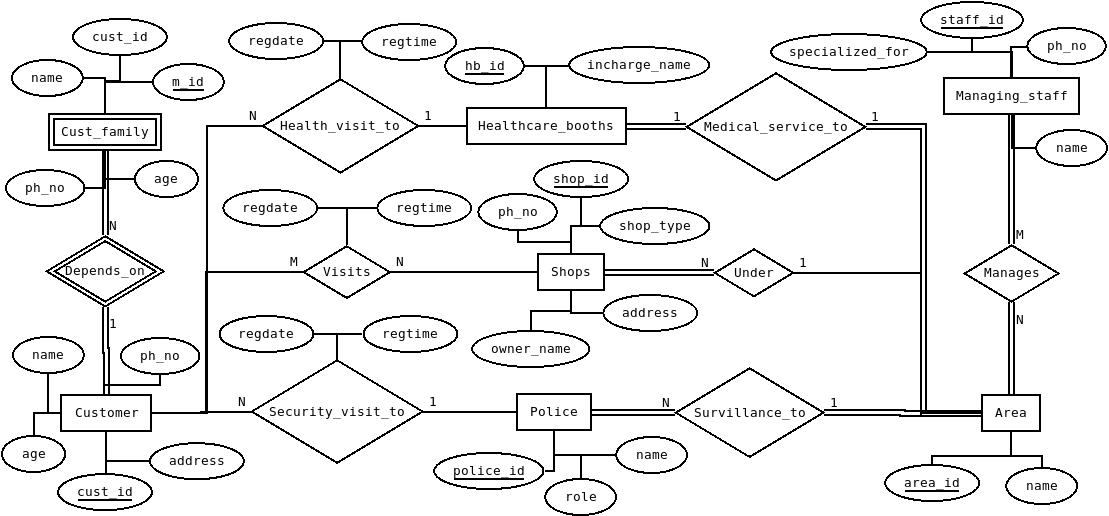 cust_id
name
m_id
Cust_family
ph_no
age
N
Depends_on
1
name
ph_no
Customer
age
address
cust_id
regdate
regtime
N
Health_visit_to
1
hb_id
incharge_name
Healthcare_booths
1
Medical_service_to
1
specialized_for
staff_id
ph_no
Managing_staff
name
regdate
regtime
M
Visits
N
ph_no
shop_id
shop_type
Shops
N
Under
1
address
owner_name
M
Manages
N
regdate
regtime
N
Security_visit_to
1
Police
N
Survillance_to
1
Area
police_id
name
role
area_id
name